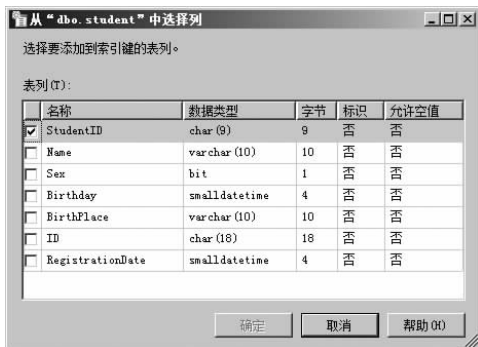 从“dbo.student”中选择列
选择要添加到索引键的表列。
表列(T):
名称 数据类型 字节 标识 允许空值
StudentID char(9) 9 否 否
Name varchar(10) 10 否 否
Sex bit 1 否 否
Birthday smalldatetime 4 否 否
BirthPlace varchar(10) 10 否 否
ID char(18) 18 否 否
RegistrationDate smalldatetime 4 否 否
确定 取消 帮助(H)